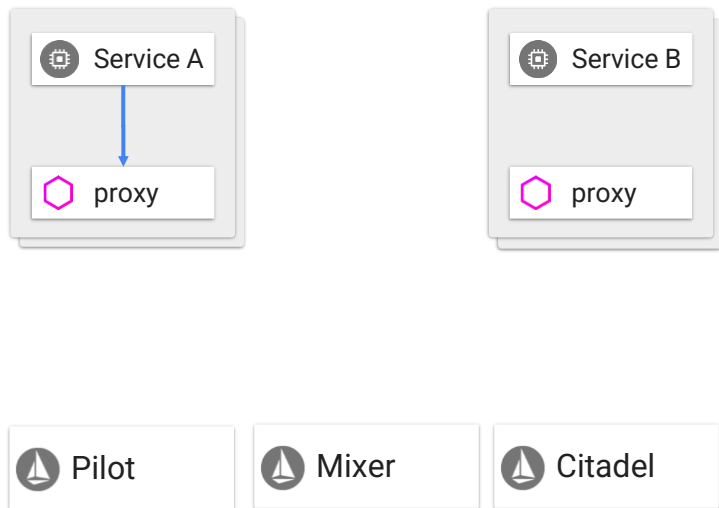 Service A
Service B
proxy
proxy
Pilot
Mixer
Citadel